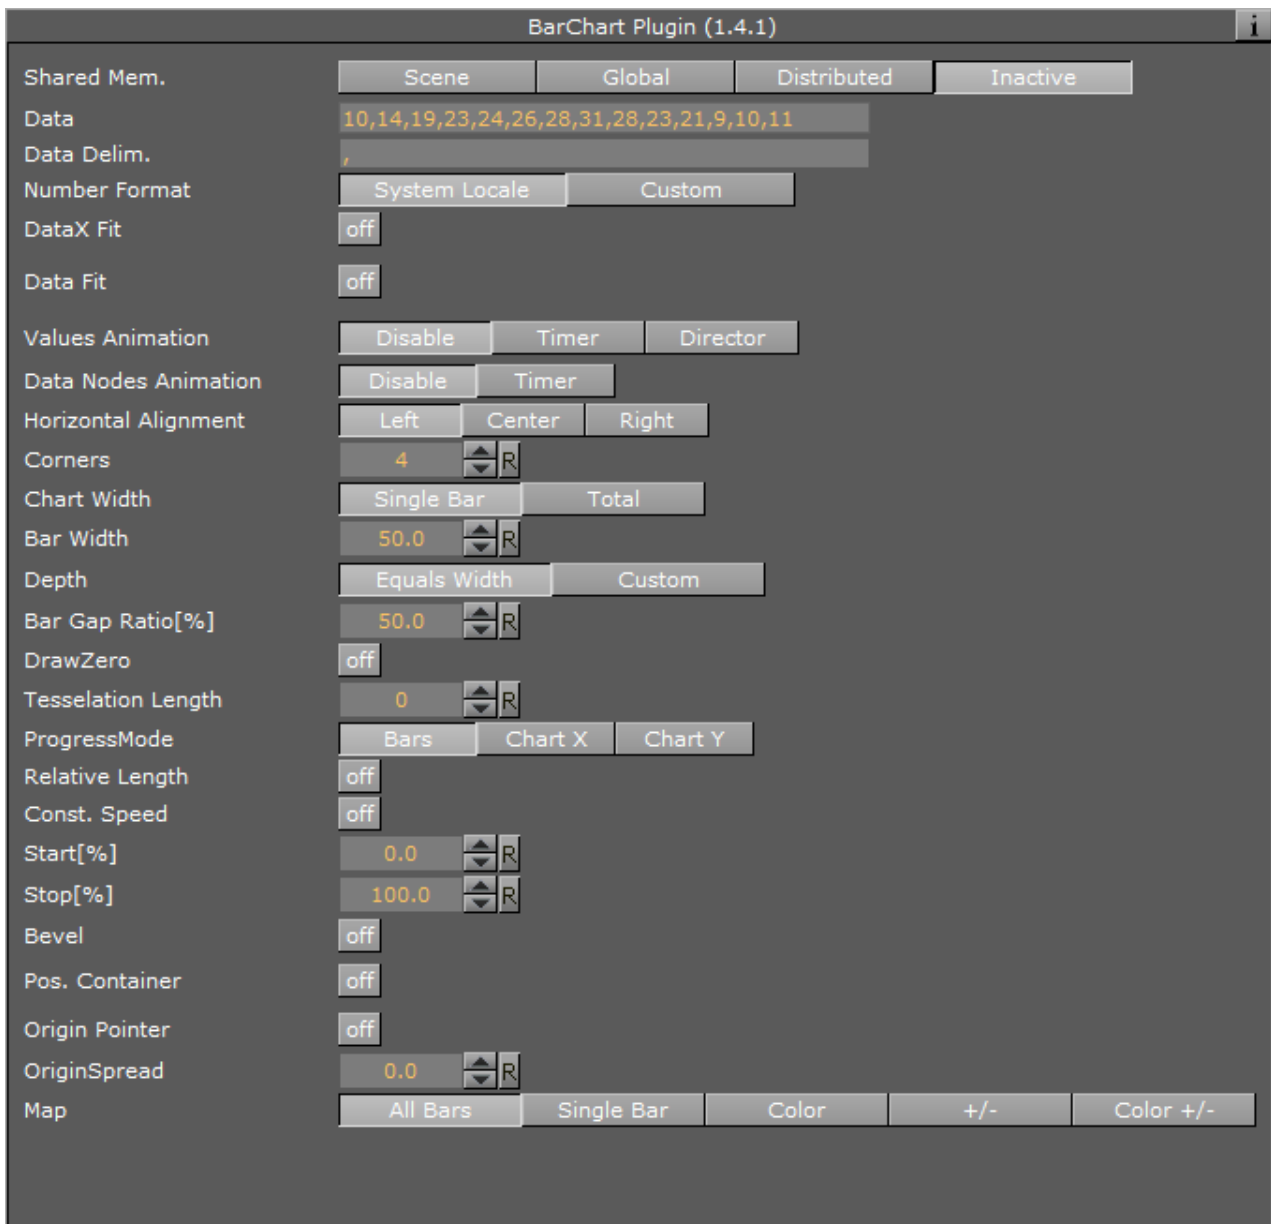 BarChart Plugin (1.4.1) i
Shared Mem. Scene Global Distributed Inactive
Data 10,14,19,23,24,26,28,31,28,23,21,9,10,11
Data Delim. ,
Number Format System Locale Custom
DataX Fit off
Data Fit off
Values Animation Disable Timer Director
Data Nodes Animation Disable Timer
Horizontal Alignment Left Center Right
Corners 4 R
Chart Width Single Bar Total
Bar Width 50.0 R
Depth Equals Width Custom
Bar Gap Ratio[%] 50.0 R
DrawZero off
Tesselation Length 0 R
ProgressMode Bars Chart X Chart Y
Relative Length off
Const. Speed off
Start[%] 0.0 R
Stop[%] 100.0 R
Bevel off
Pos. Container off
Origin Pointer off
OriginSpread 0.0 R
Map All Bars Single Bar Color +/- Color +/-